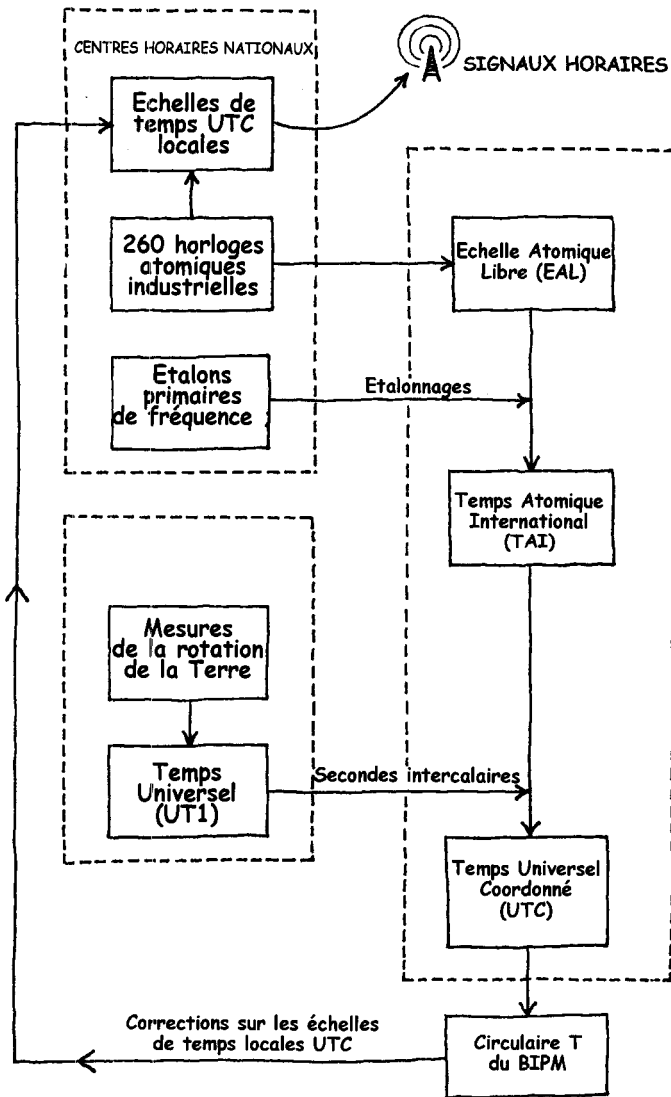 CENTRES HORAIRES NATIONAUX
SIGNAUX HORAIRES
Echelles de
temps UTC
locales
260 horloges
atomiques
industrielles
Echelle Atomique
Libre (EAL)
Etalons
primaires
de fréquence
Etalonnages
Temps Atomique
International
(TAI)
Mesures
de la rotation
de la Terre
Temps
Universel
(UT1)
Secondes intercalaires
Temps Universel
Coordonné
(UTC)
Corrections sur les échelles
de temps locales UTC
Circulaire T
du BIPM